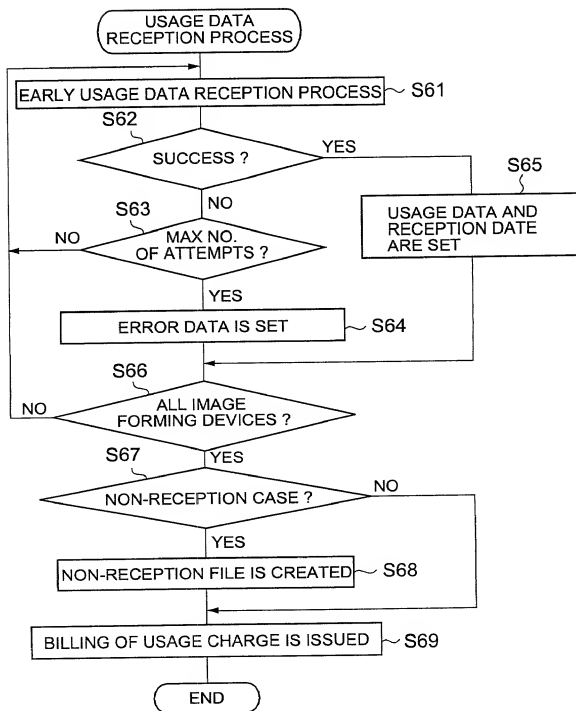 USAGE DATA
RECEPTION PROCESS
EARLY USAGE DATA RECEPTION PROCESS
S61
S62
SUCCESS ?
YES
NO
S65
USAGE DATA AND
RECEPTION DATE
ARE SET
S63
MAX NO.
OF ATTEMPTS ?
NO
YES
ERROR DATA IS SET
S64
S66
ALL IMAGE
FORMING DEVICES ?
NO
YES
S67
NON-RECEPTION CASE ?
NO
YES
NON-RECEPTION FILE IS CREATED
S68
BILLING OF USAGE CHARGE IS ISSUED
S69
END